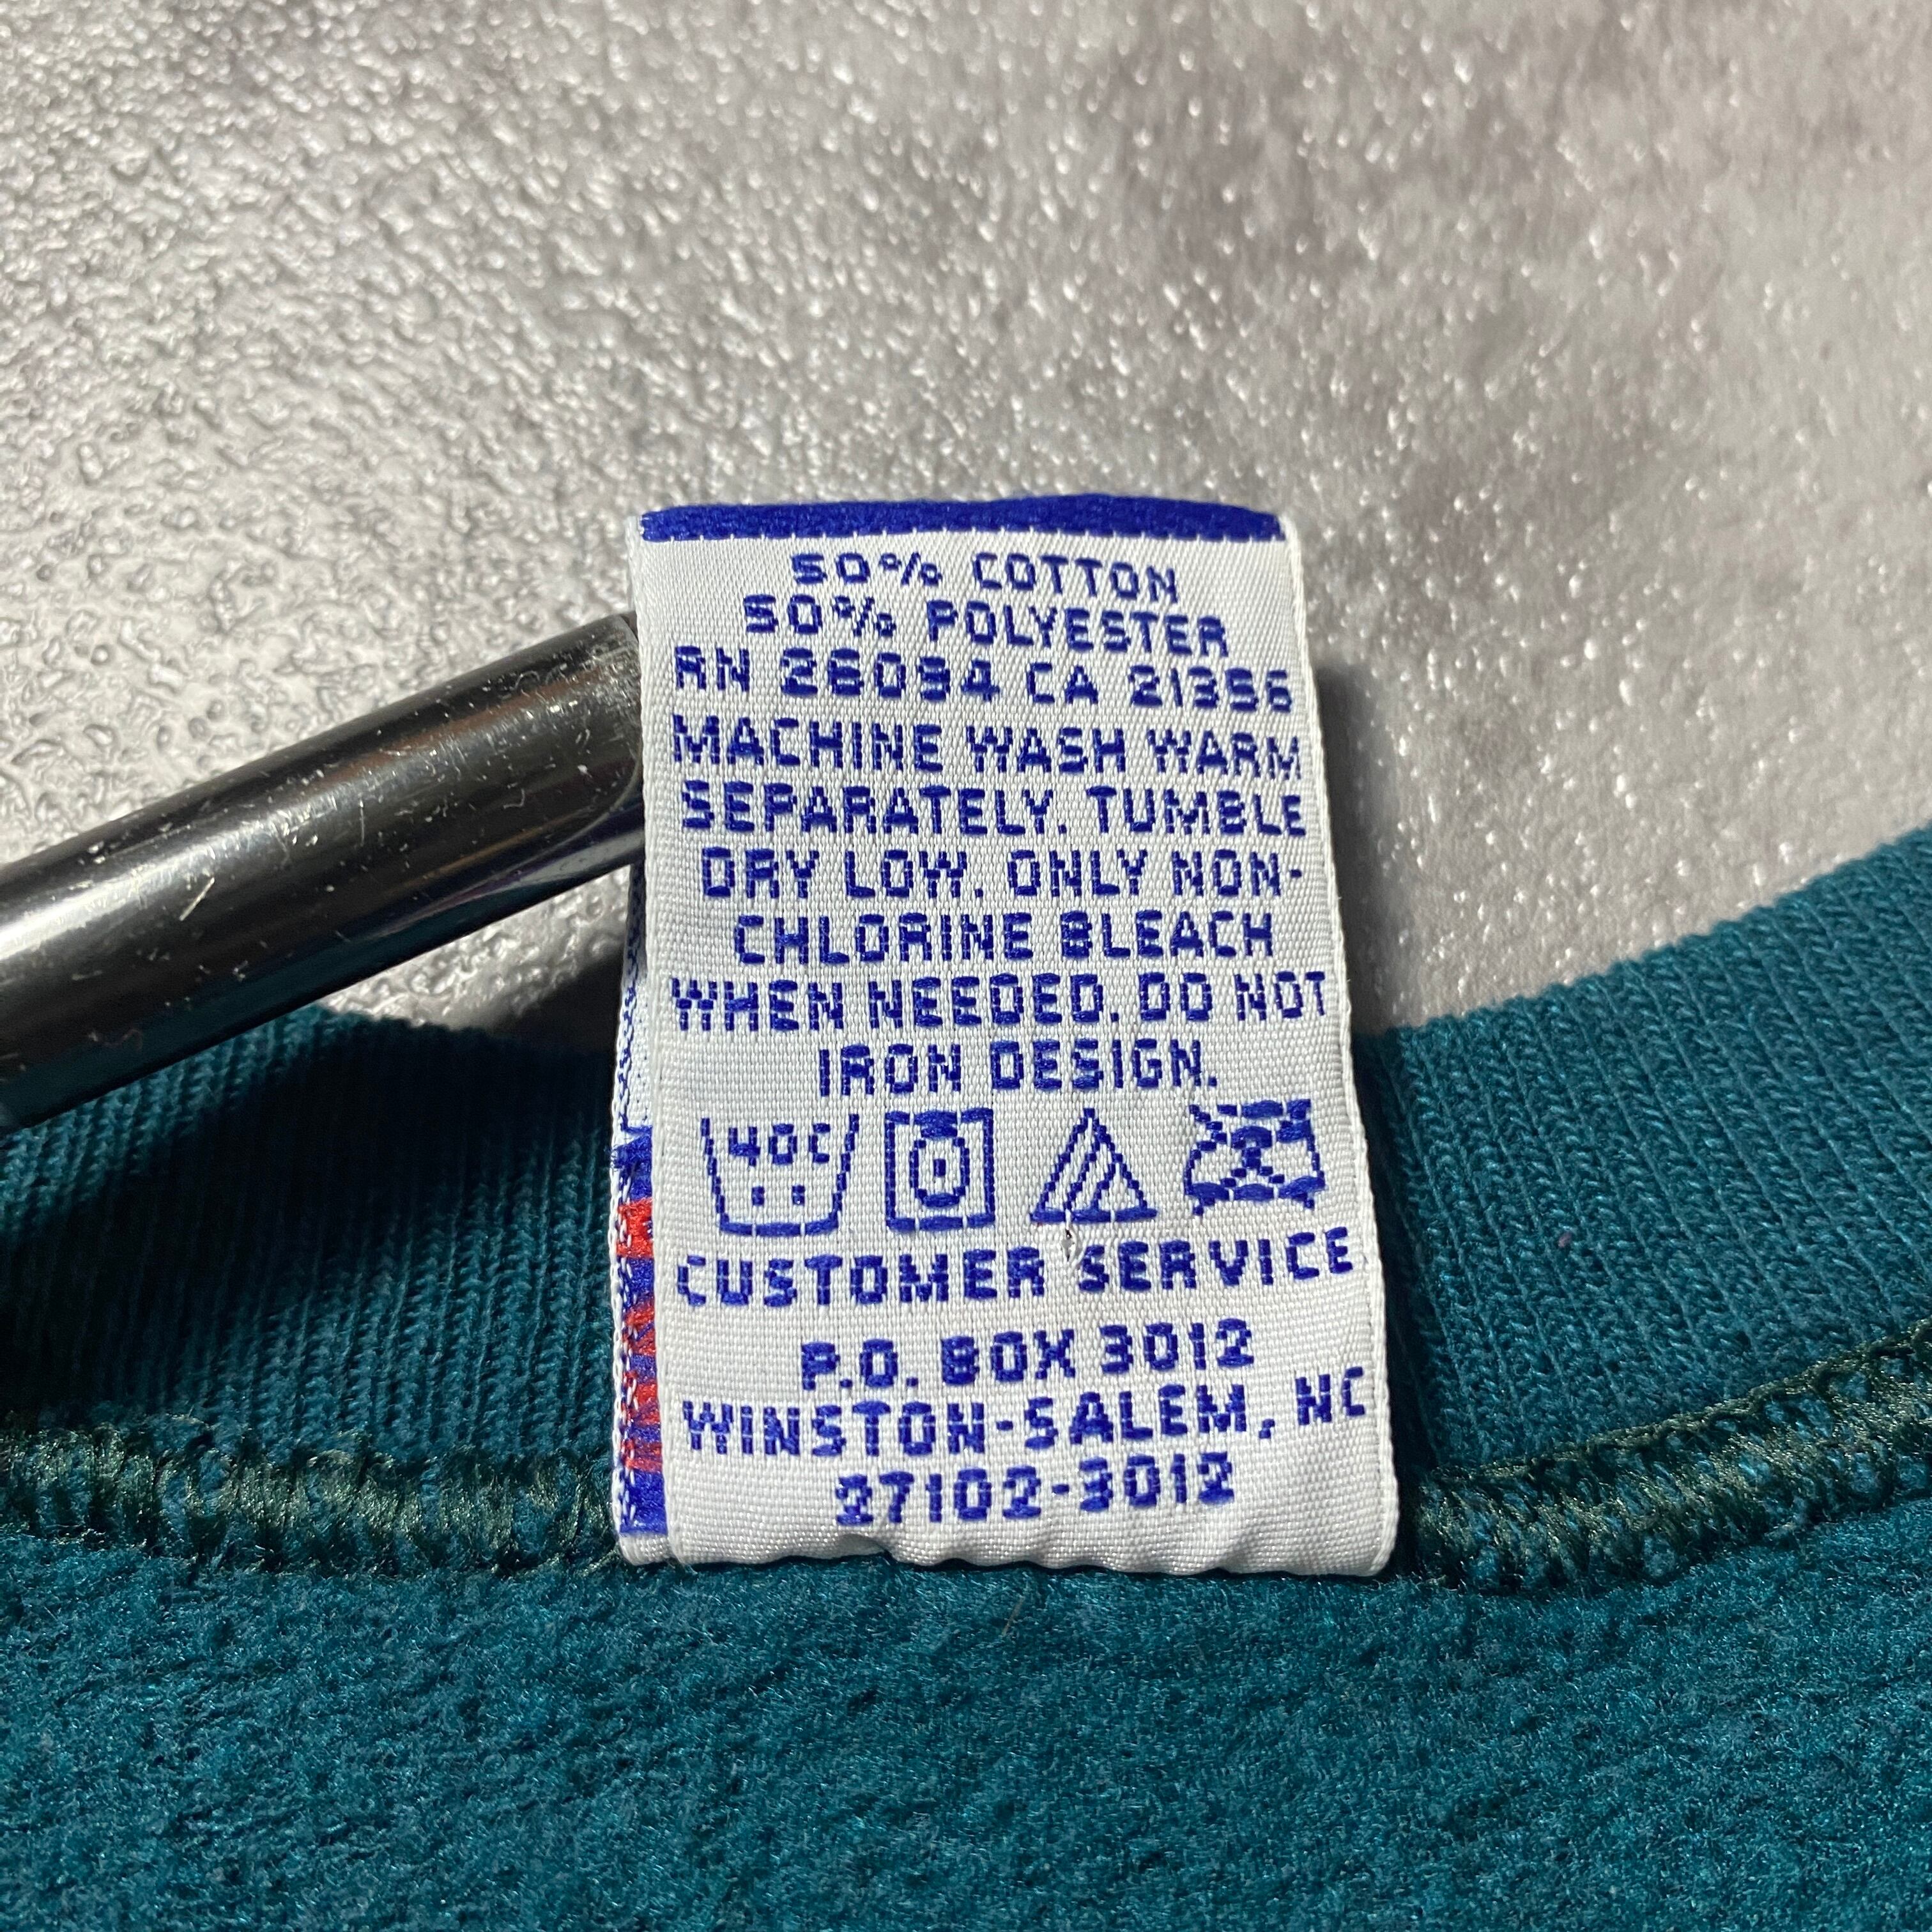 50% COTTON
50% POLYESTER
RN 26094 CA 21356
MACHINE WASH WARM
SEPARATELY. TUMBLE
DRY LOW. ONLY NON-
CHLORINE BLEACH
WHEN NEEDED. DO NOT
IRON DESIGN.
40C
CUSTOMER SERVICE
P.O. BOX 3012
WINSTON-SALEM, NC
27102-3012